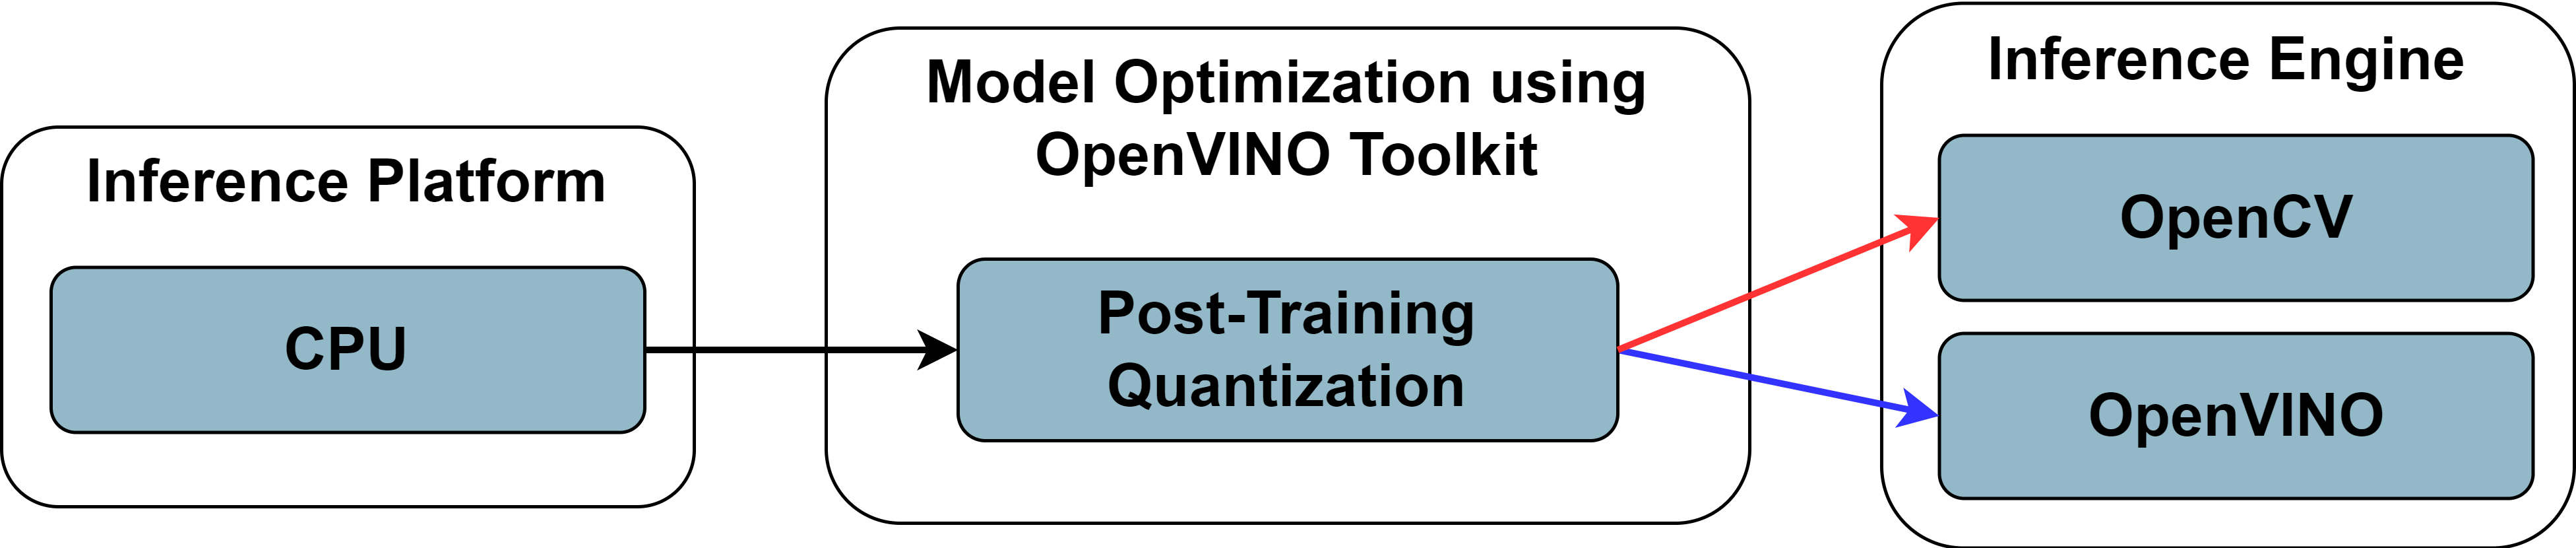 Inference Platform
CPU
Model Optimization using
OpenVINO Toolkit
Post-Training
Quantization
Inference Engine
OpenCV
OpenVINO